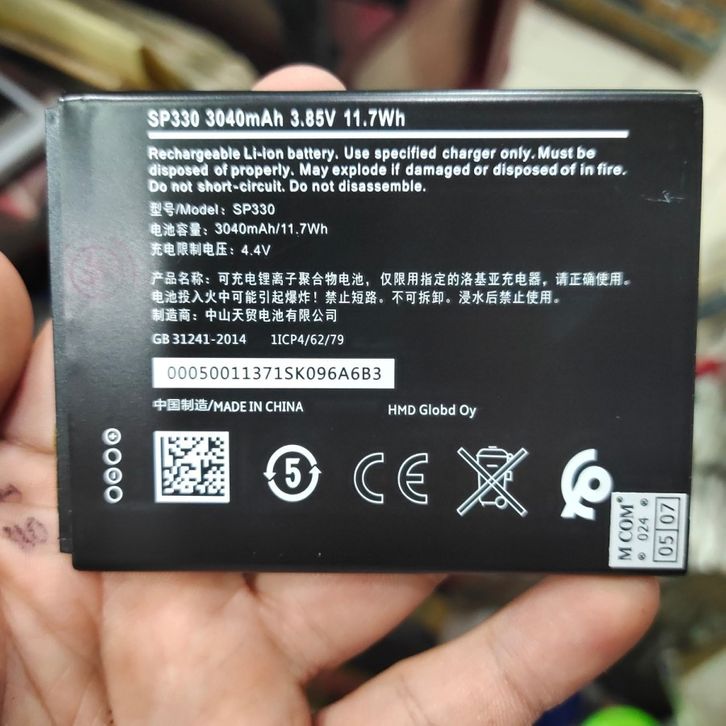 SP330 3040mAh 3.85V 11.7Wh
Rechargeable Li-ion battery. Use specified charger only. Must be
disposed of properly. May explode if damaged or disposed of in fire.
Do not short-circuit. Do not disassemble.
型号/Model: SP330
电池容量: 3040mAh/11.7Wh
充电限制电压: 4.4V
产品名称: 可充电锂离子聚合物电池, 仅限用指定的洛基亚充电器, 请正确使用.
电池投入火中可能引起爆炸! 禁止短路. 不可拆卸. 浸水后禁止使用.
制造商: 中山天贸电池有限公司
GB 31241-2014 1ICP4/62/79
00050011371SK096A6B3
中国制造/MADE IN CHINA HMD Globd Oy
5
CE
M COM®
® 024 ®
05 07